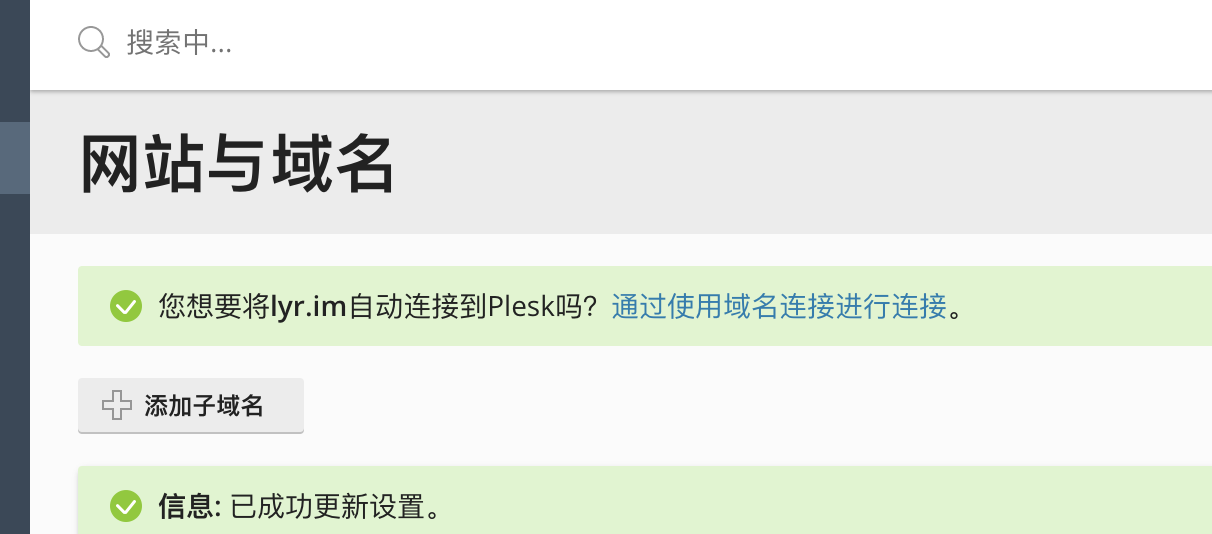 搜索中...
网站与域名
您想要将lyr.im自动连接到Plesk吗？通过使用域名连接进行连接。
添加子域名
信息: 已成功更新设置。